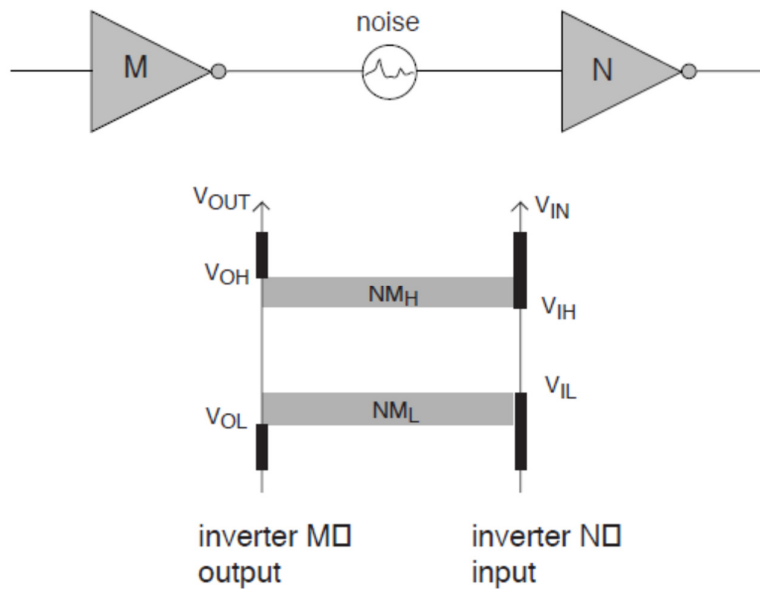 noise
M
N
VOUT
VIN
VOH
NMH
VIH
VIL
VOL
NML
inverter M□
output
inverter N□
input